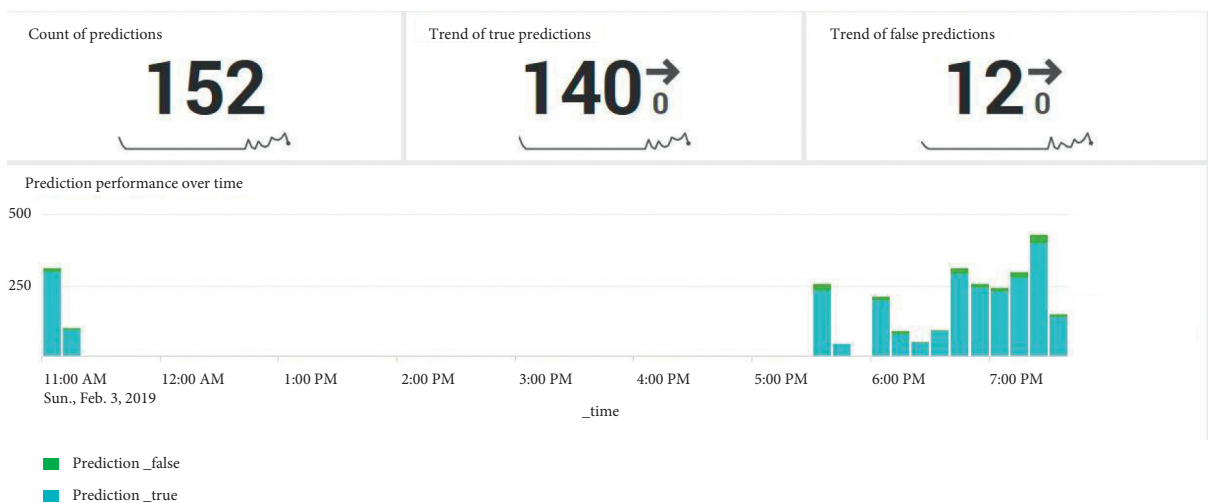 Count of predictions
152
Trend of true predictions
140
0
Trend of false predictions
12
0
Prediction performance over time
500
250
11:00 AM 12:00 AM 1:00 PM 2:00 PM 3:00 PM 4:00 PM 5:00 PM 6:00 PM 7:00 PM
Sun., Feb. 3, 2019
_time
Prediction _false
Prediction _true